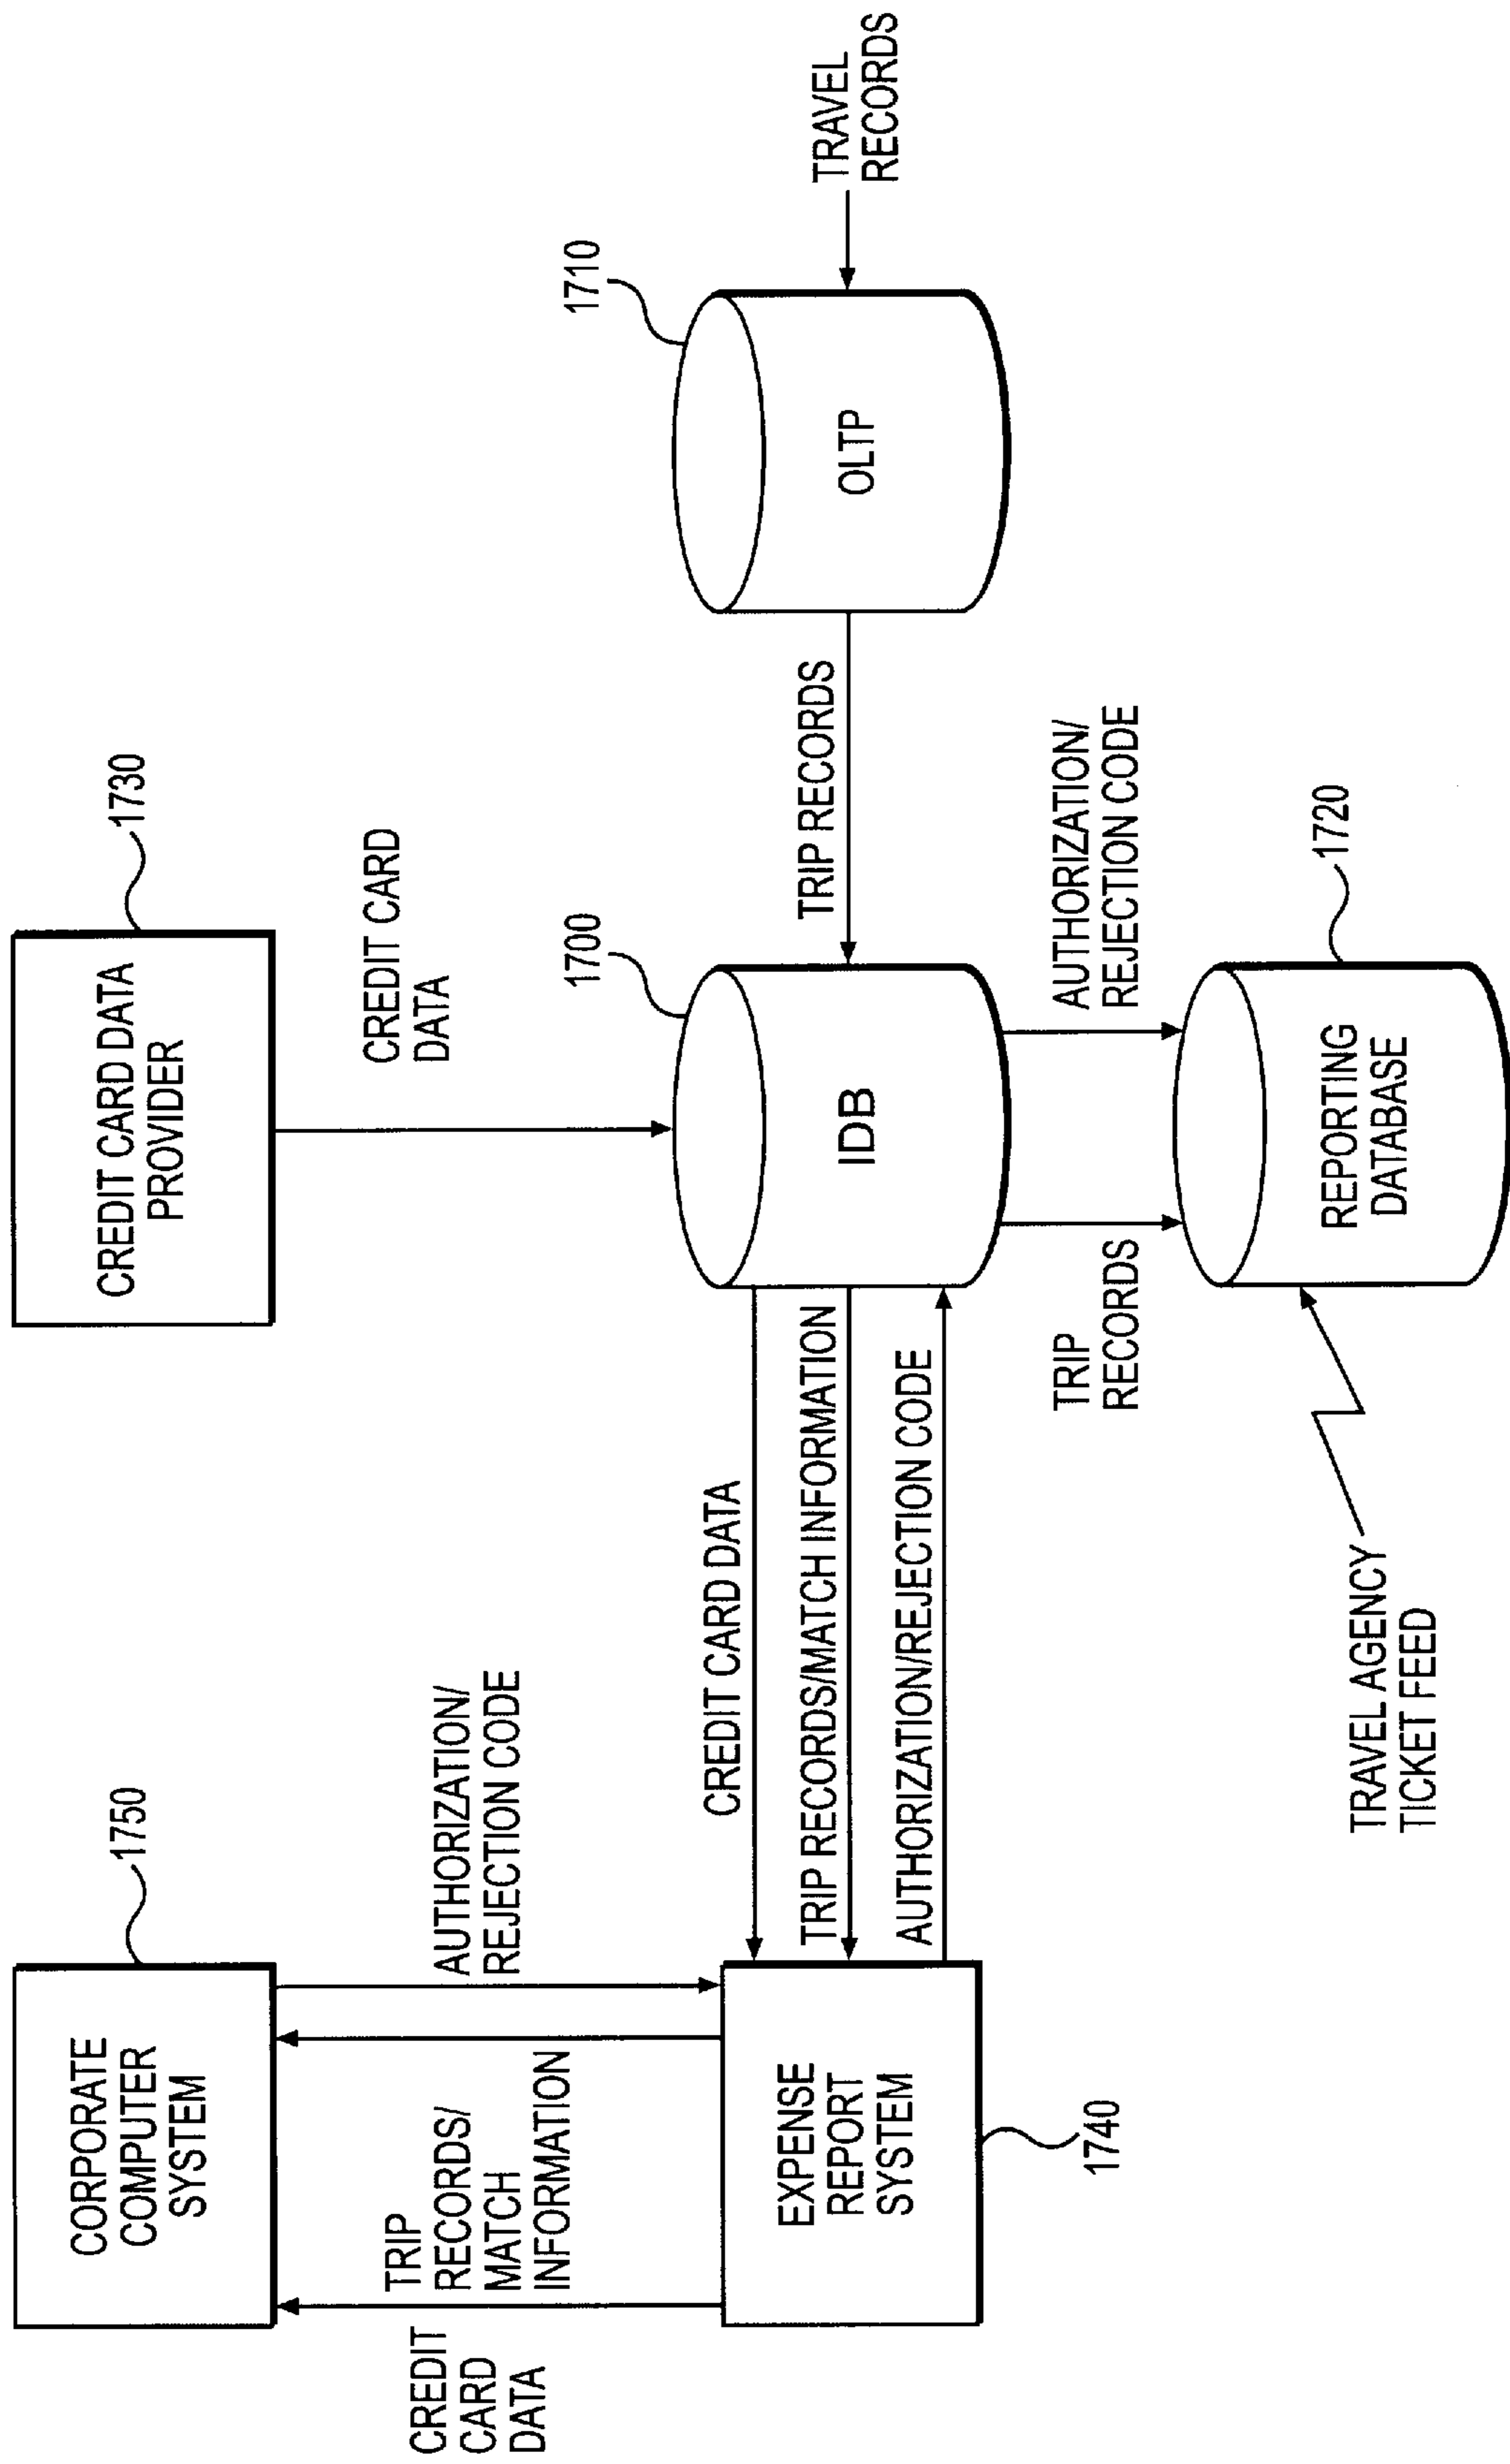 CORPORATE
COMPUTER
SYSTEM
1750
CREDIT CARD DATA
PROVIDER
1730
CREDIT
CARD
DATA
TRIP
RECORDS/
MATCH
INFORMATION
AUTHORIZATION/
REJECTION CODE
CREDIT CARD
DATA
EXPENSE
REPORT
SYSTEM
1740
CREDIT CARD DATA
TRIP RECORDS/MATCH INFORMATION
AUTHORIZATION/REJECTION CODE
IDB
1700
TRIP RECORDS
OLTP
1710
TRAVEL
RECORDS
TRIP
RECORDS
AUTHORIZATION/
REJECTION CODE
TRAVEL AGENCY
TICKET FEED
REPORTING
DATABASE
1720